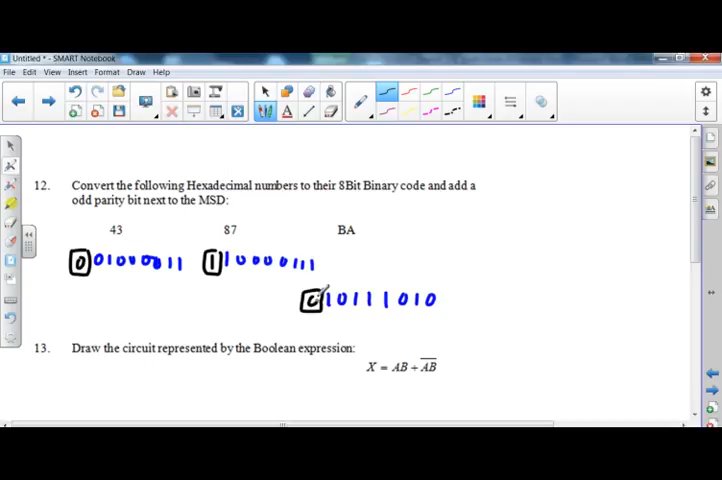 Untitled * - SMART Notebook
File Edit View Insert Format Draw Help
12. Convert the following Hexadecimal numbers to their 8Bit Binary code and add a
odd parity bit next to the MSD:
43 87 BA
0 01000011 1 10000111
0 10111010
13. Draw the circuit represented by the Boolean expression:
X = AB + \overline{AB}